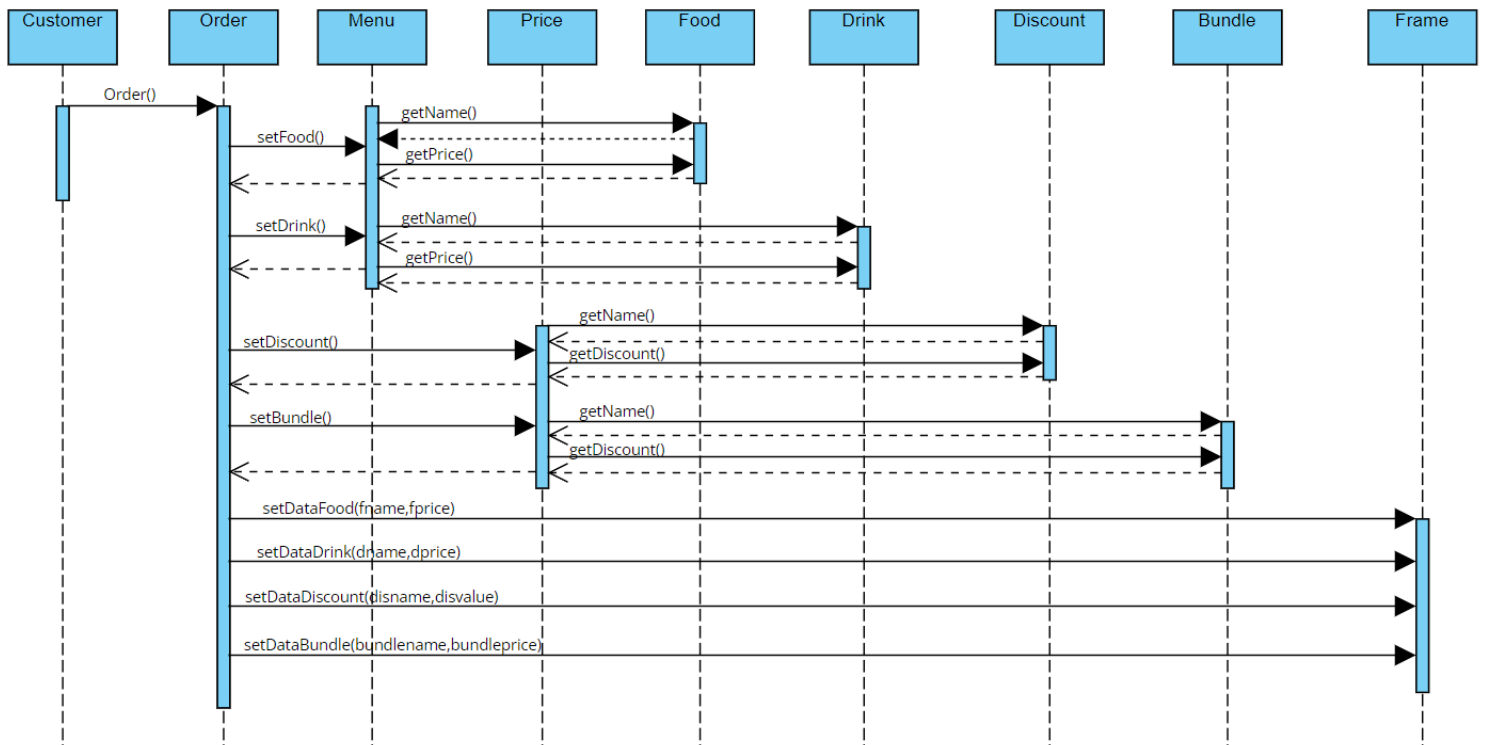 Customer
Order
Menu
Price
Food
Drink
Discount
Bundle
Frame
Order()
getName()
setFood()
getPrice()
getName()
setDrink()
getPrice()
getName()
setDiscount()
getDiscount()
getName()
setBundle()
getDiscount()
setDataFood(fname,fprice)
setDataDrink(dname,dprice)
setDataDiscount(disname,disvalue)
setDataBundle(bundlename,bundleprice)